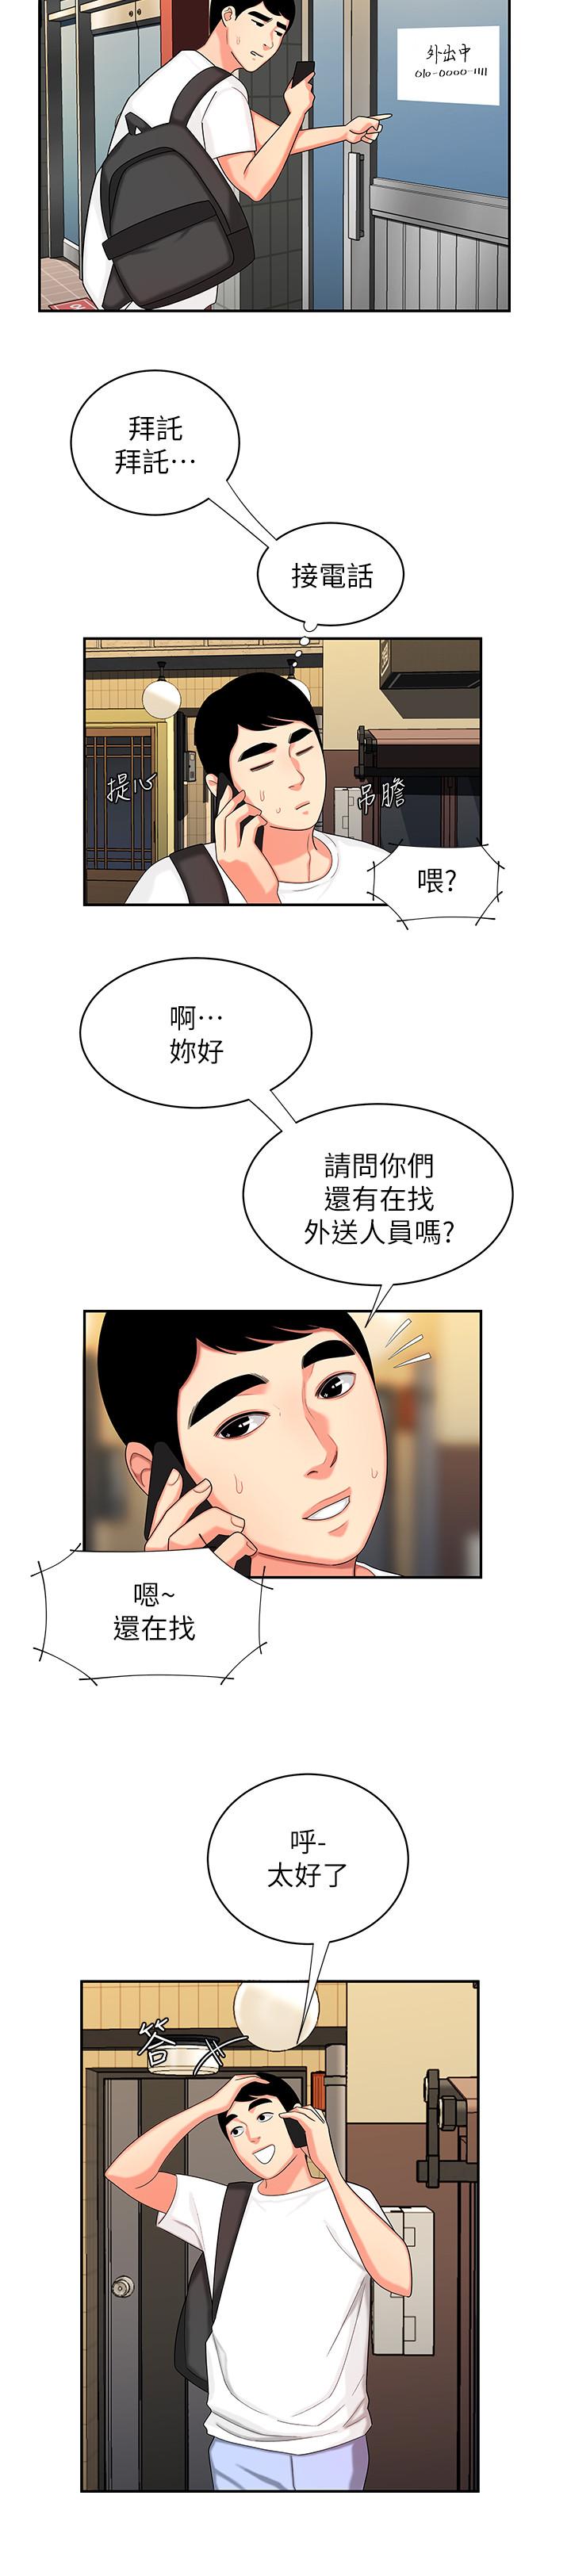 外出中
010-0000-1111
拜託
拜託⋯
接電話
提心
吊膽
喂?
啊⋯
妳好
請問你們
還有在找
外送人員嗎?
嗯~
還在找
呼-
太好了